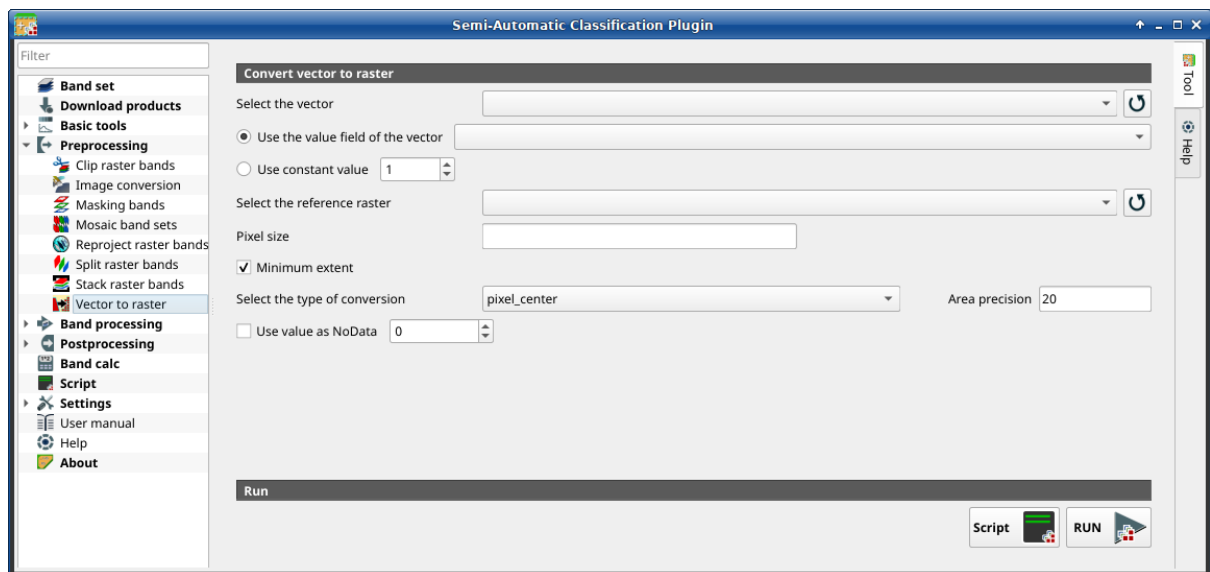 Semi-Automatic Classification Plugin
Filter
Band set
Download products
Basic tools
Preprocessing
Clip raster bands
Image conversion
Masking bands
Mosaic band sets
Reproject raster bands
Split raster bands
Stack raster bands
Vector to raster
Band processing
Postprocessing
Band calc
Script
Settings
User manual
Help
About
Convert vector to raster
Select the vector
Use the value field of the vector
Use constant value 1
Select the reference raster
Pixel size
Minimum extent
Select the type of conversion pixel_center Area precision 20
Use value as NoData 0
Run
Script RUN
Tool
Help